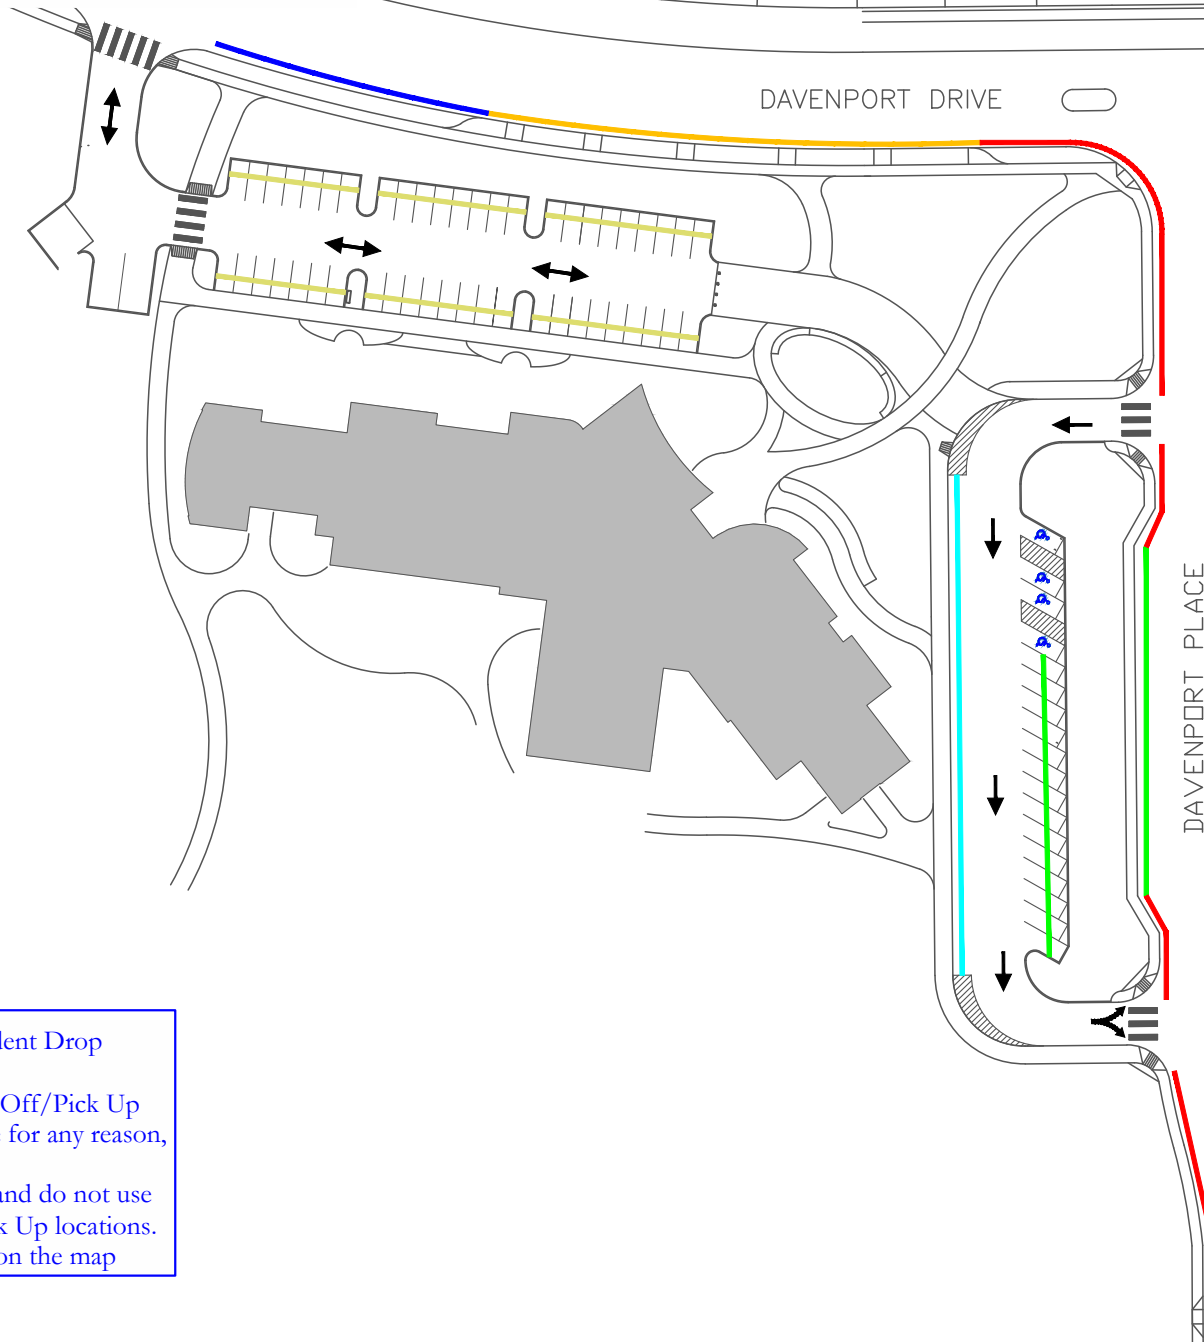 DAVENPORT DRIVE
DAVENPORT PLACE
Drop
Off/Pick Up
for any reason,
and do not use
Up locations.
on the map